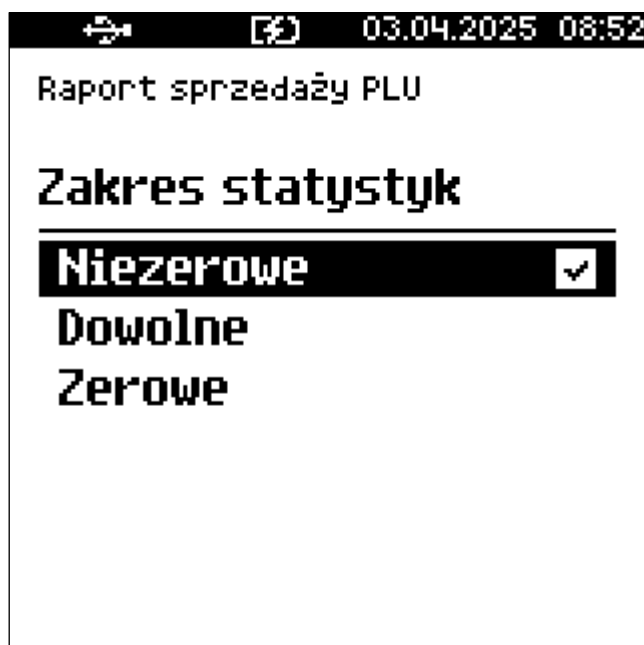 03.04.2025 08:52
Raport sprzedaży PLU
Zakres statystyk
Niezerowe
Dowolne
Zerowe